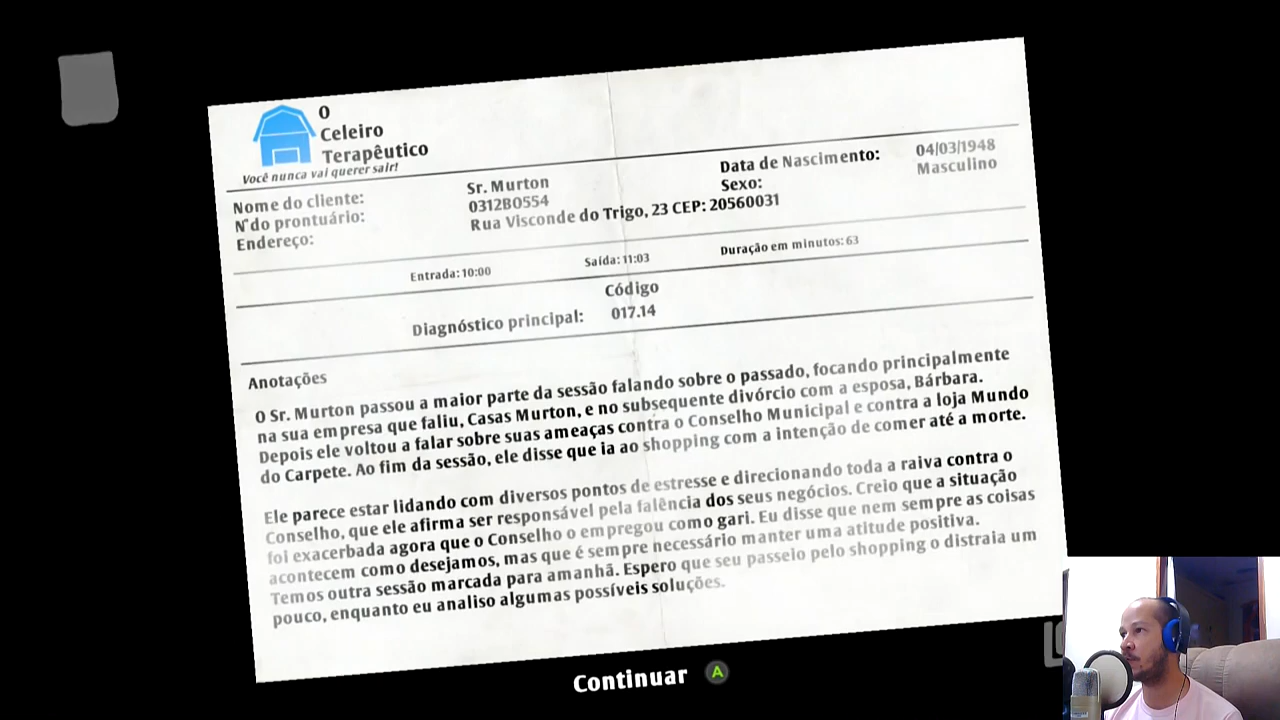 O
Celeiro
Terapêutico
Você nunca vai querer sair!
Nome do cliente: Sr. Murton
N°do prontuário: 0312B0554
Endereço: Rua Visconde do Trigo, 23 CEP: 20560031
Data de Nascimento: 04/03/1948
Sexo: Masculino
Entrada: 10:00 Saída: 11:03 Duração em minutos: 63
Código
Diagnóstico principal: 017.14
Anotações
O Sr. Murton passou a maior parte da sessão falando sobre o passado, focando principalmente
na sua empresa que faliu, Casas Murton, e no subsequente divórcio com a esposa, Bárbara.
Depois ele voltou a falar sobre suas ameaças contra o Conselho Municipal e contra a loja Mundo
do Carpete. Ao fim da sessão, ele disse que ia ao shopping com a intenção de comer até a morte.
Ele parece estar lidando com diversos pontos de estresse e direcionando toda a raiva contra o
Conselho, que ele afirma ser responsável pela falência dos seus negócios. Creio que a situação
foi exacerbada agora que o Conselho o empregou como gari. Eu disse que nem sempre as coisas
acontecem como desejamos, mas que é sempre necessário manter uma atitude positiva.
Temos outra sessão marcada para amanhã. Espero que seu passeio pelo shopping o distraia um
pouco, enquanto eu analiso algumas possíveis soluções.
Continuar A